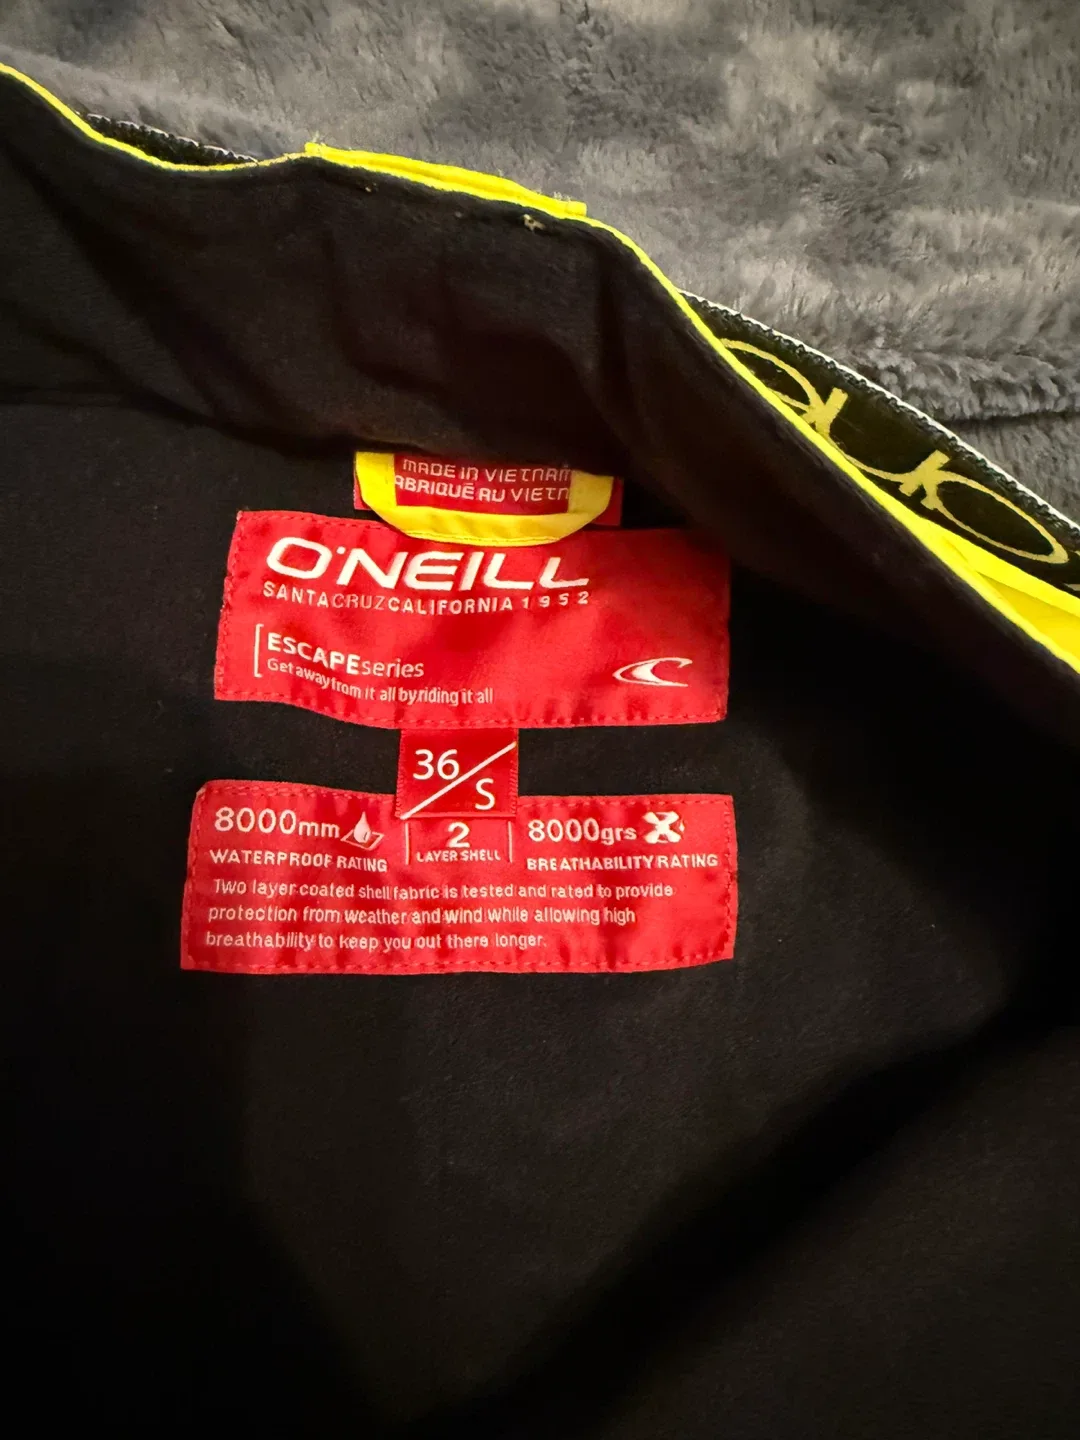 MADE IN VIETNAM
FABRIQUÉ AU VIETN
O'NEILL
SANTACRUZCALIFORNIA 1952
ESCAPEseries
Get away from it all by riding it all
36/S
8000mm
WATERPROOF RATING
2
LAYER SHELL
8000grs
BREATHABILITY RATING
Two layer coated shell fabric is tested and rated to provide
protection from weather and wind while allowing high
breathability to keep you out there longer.